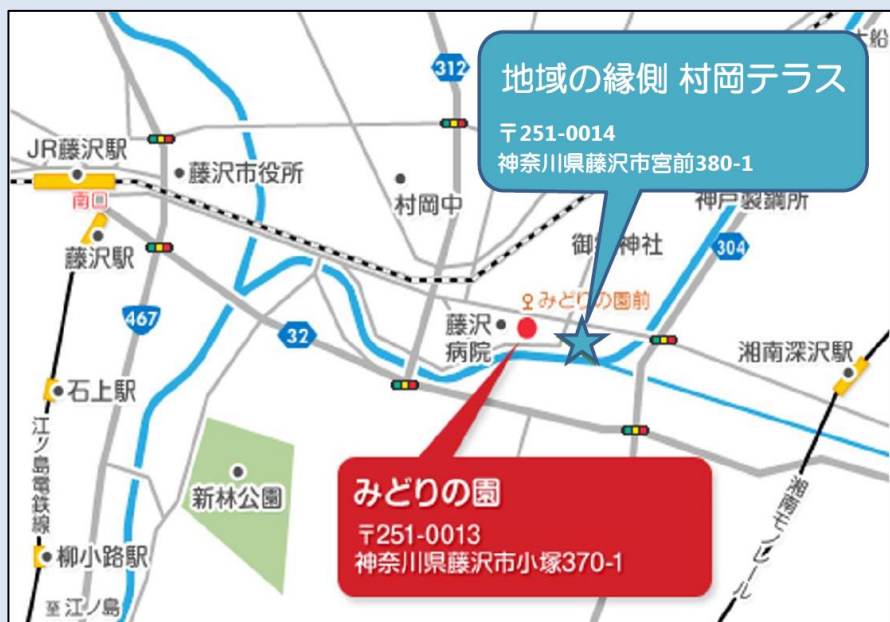 大船
312
地域の縁側 村岡テラス
〒251-0014
神奈川県藤沢市宮前380-1
JR藤沢駅
藤沢市役所
南口
村岡中
神戸製鋼所
藤沢駅
御霊神社
304
みどりの園前
467
32
藤沢
病院
湘南深沢駅
石上駅
江ノ島電鉄線
新林公園
みどりの園
〒251-0013
神奈川県藤沢市小塚370-1
湘南モノレール
柳小路駅
至江ノ島